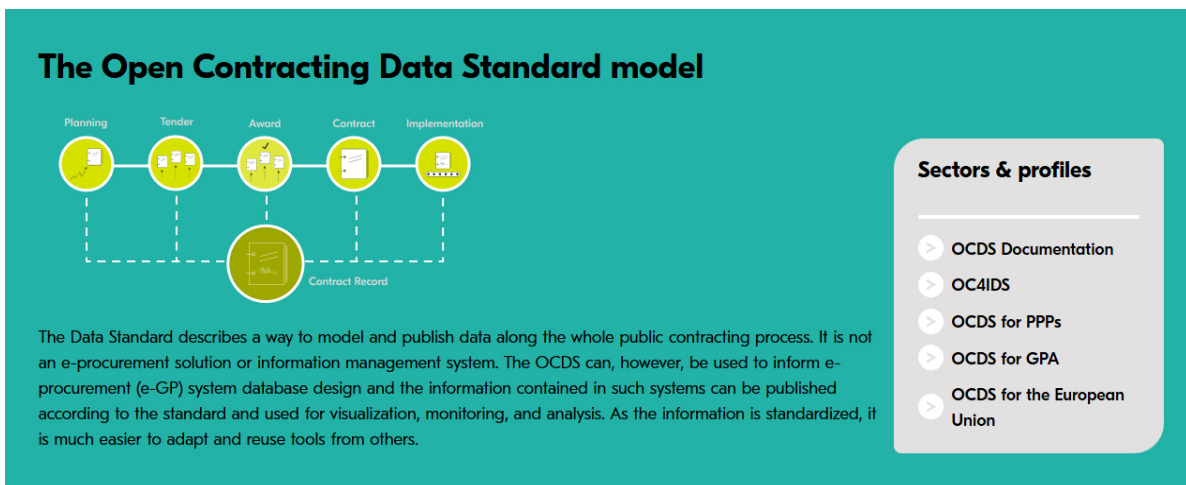 The Open Contracting Data Standard model
Planning Tender Award Contract Implementation
Contract Record
The Data Standard describes a way to model and publish data along the whole public contracting process. It is not
an e-procurement solution or information management system. The OCDS can, however, be used to inform e-
procurement (e-GP) system database design and the information contained in such systems can be published
according to the standard and used for visualization, monitoring, and analysis. As the information is standardized, it
is much easier to adapt and reuse tools from others.
Sectors & profiles
OCDS Documentation
OC4IDS
OCDS for PPPs
OCDS for GPA
OCDS for the European
Union